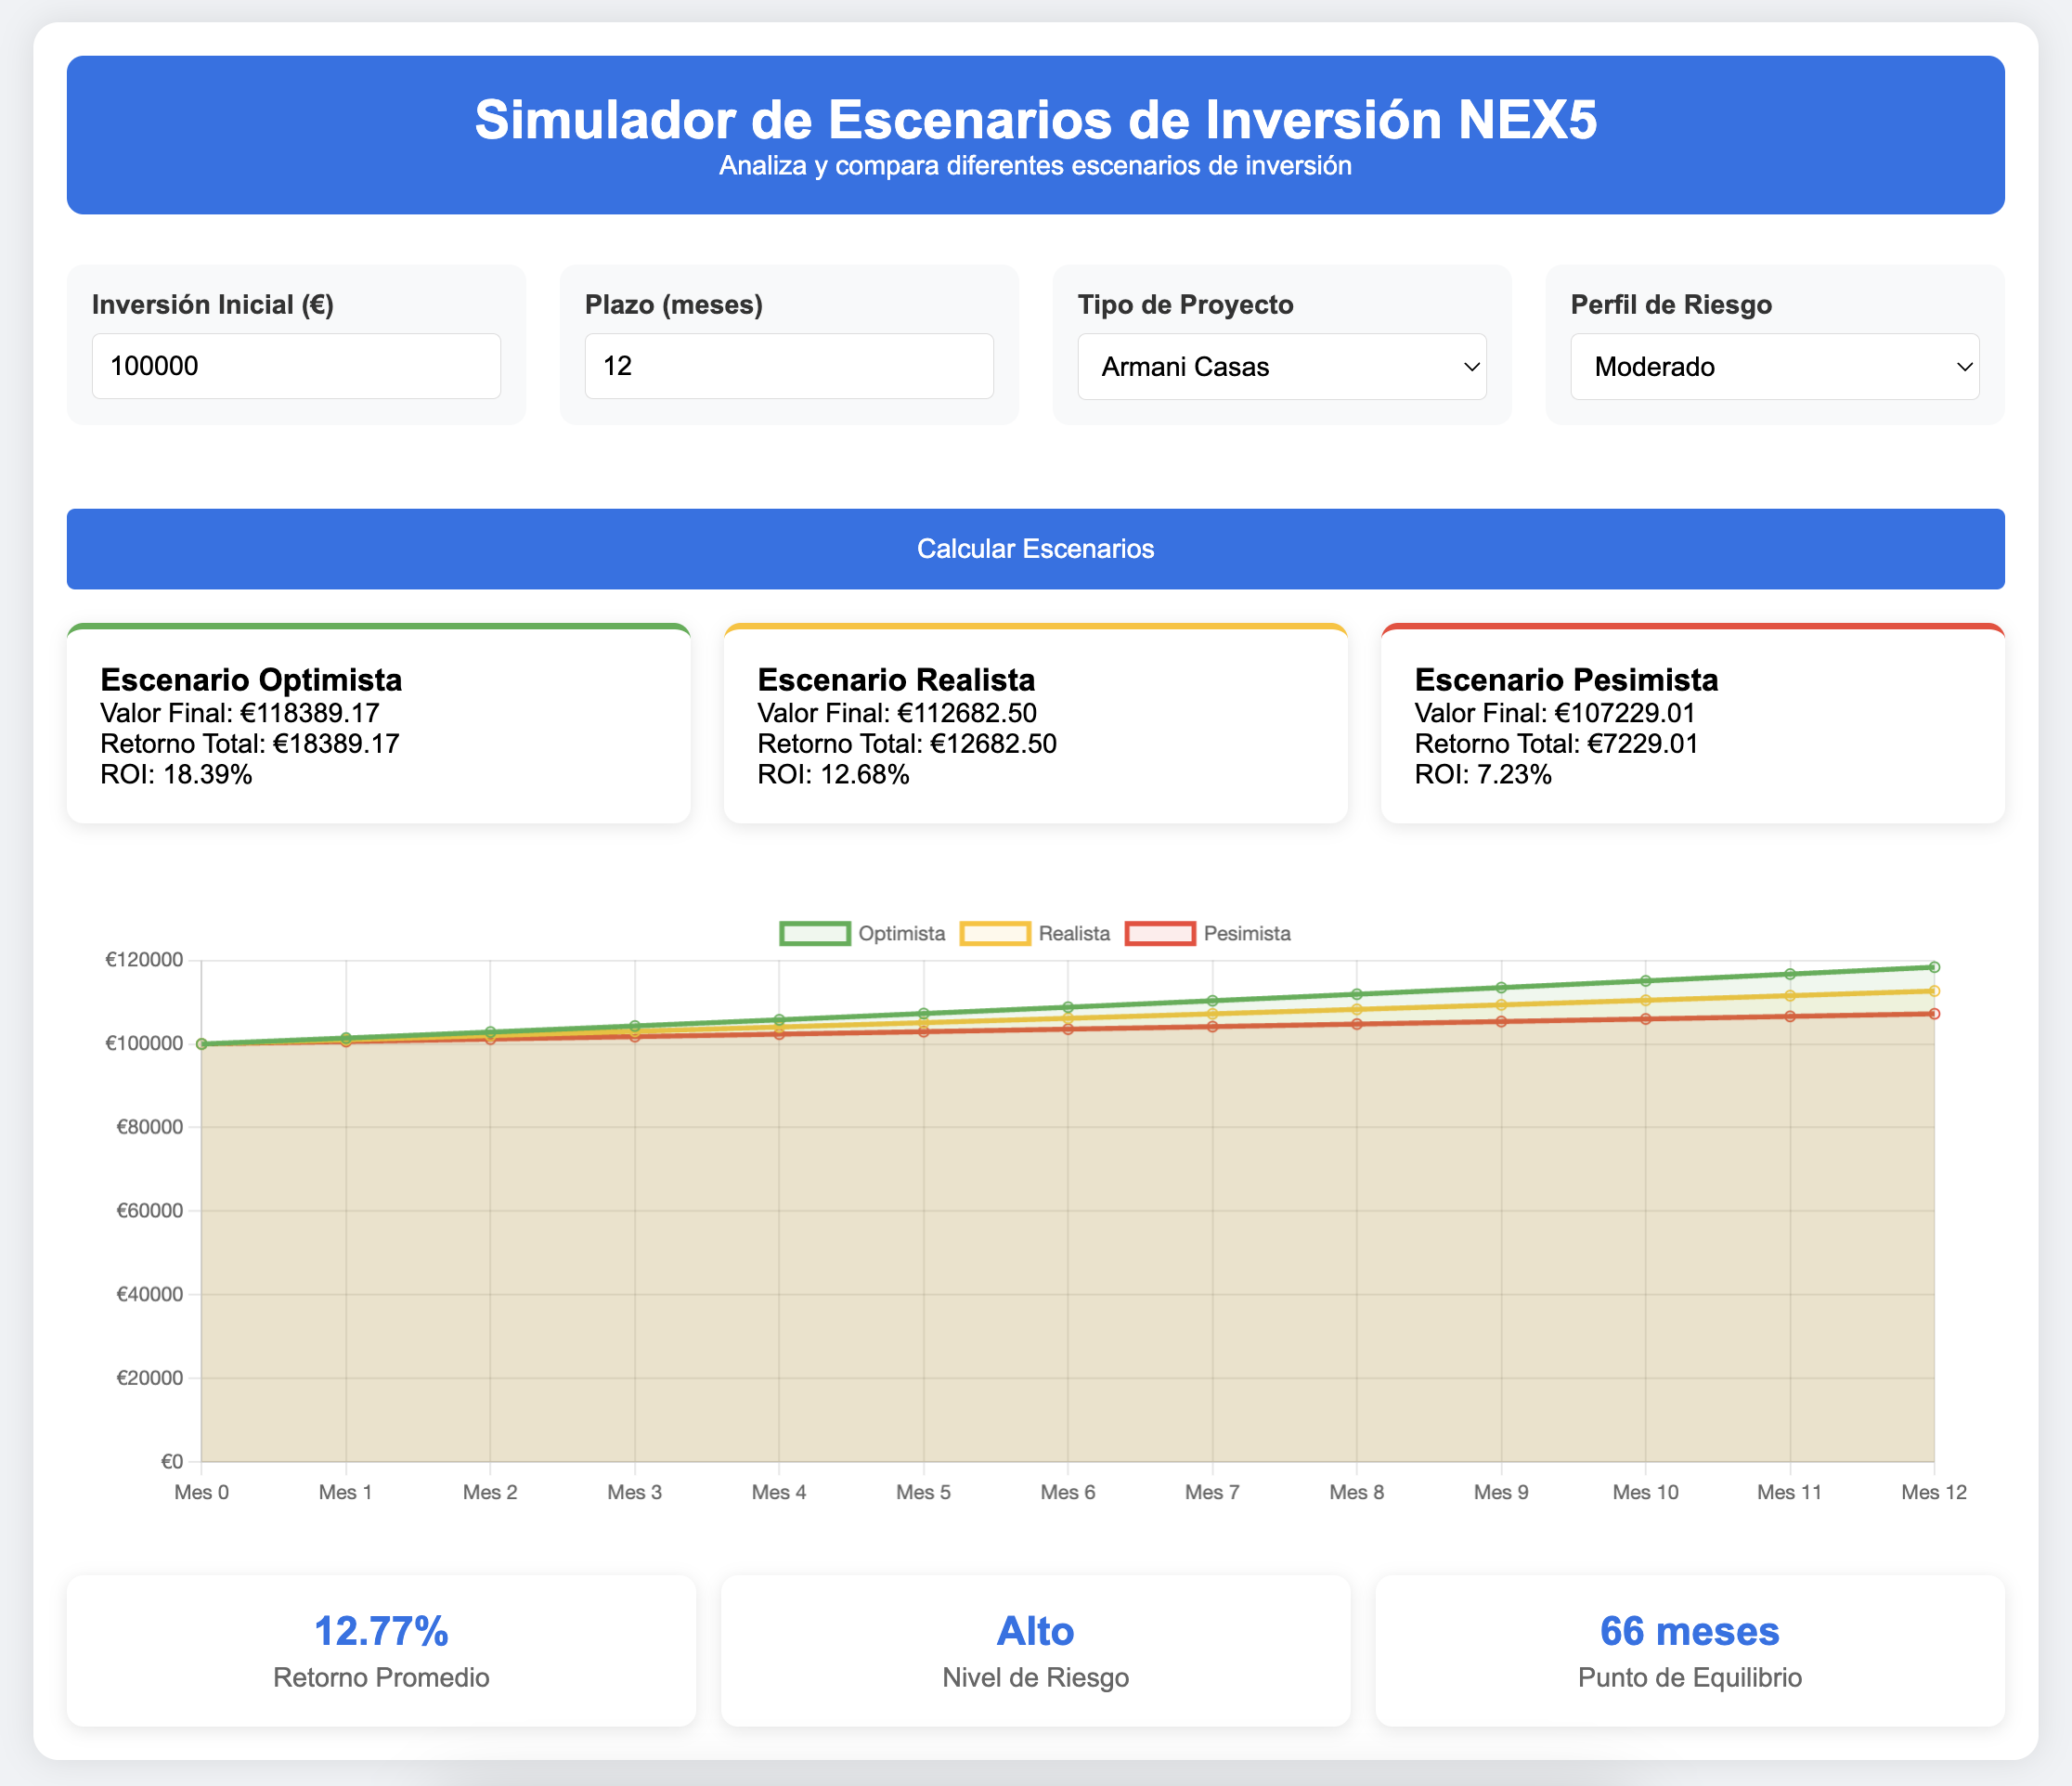 Simulador de Escenarios de Inversión NEX5
Analiza y compara diferentes escenarios de inversión
Inversión Inicial (€)
100000
Plazo (meses)
12
Tipo de Proyecto
Armani Casas
Perfil de Riesgo
Moderado
Calcular Escenarios
Escenario Optimista
Valor Final: €118389.17
Retorno Total: €18389.17
ROI: 18.39%
Escenario Realista
Valor Final: €112682.50
Retorno Total: €12682.50
ROI: 12.68%
Escenario Pesimista
Valor Final: €107229.01
Retorno Total: €7229.01
ROI: 7.23%
Optimista
Realista
Pesimista
€120000
€100000
€80000
€60000
€40000
€20000
€0
Mes 0
Mes 1
Mes 2
Mes 3
Mes 4
Mes 5
Mes 6
Mes 7
Mes 8
Mes 9
Mes 10
Mes 11
Mes 12
12.77%
Retorno Promedio
Alto
Nivel de Riesgo
66 meses
Punto de Equilibrio